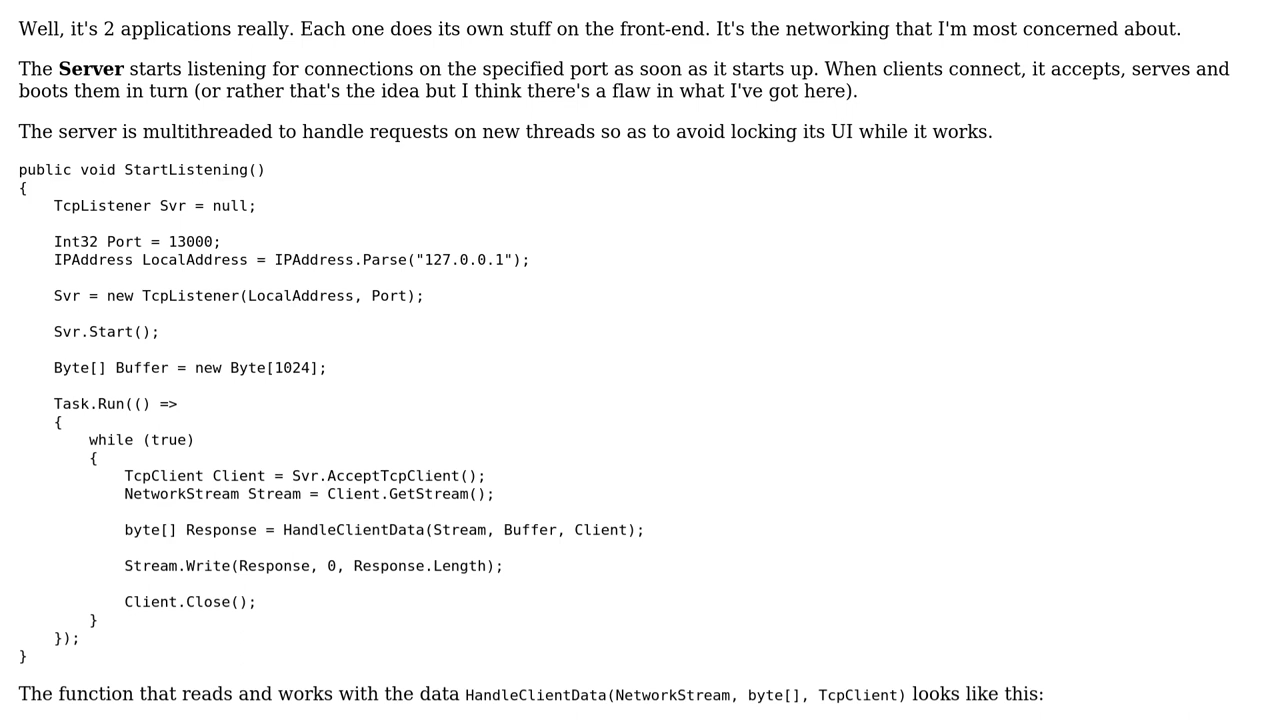 Well, it's 2 applications really. Each one does its own stuff on the front-end. It's the networking that I'm most concerned about.
The Server starts listening for connections on the specified port as soon as it starts up. When clients connect, it accepts, serves and
boots them in turn (or rather that's the idea but I think there's a flaw in what I've got here).
The server is multithreaded to handle requests on new threads so as to avoid locking its UI while it works.
public void StartListening()
{
    TcpListener Svr = null;
    Int32 Port = 13000;
    IPAddress LocalAddress = IPAddress.Parse("127.0.0.1");
    Svr = new TcpListener(LocalAddress, Port);
    Svr.Start();
    Byte[] Buffer = new Byte[1024];
    Task.Run(() =>
    {
        while (true)
        {
            TcpClient Client = Svr.AcceptTcpClient();
            NetworkStream Stream = Client.GetStream();
            byte[] Response = HandleClientData(Stream, Buffer, Client);
            Stream.Write(Response, 0, Response.Length);
            Client.Close();
        }
    });
}
The function that reads and works with the data HandleClientData(NetworkStream, byte[], TcpClient) looks like this: